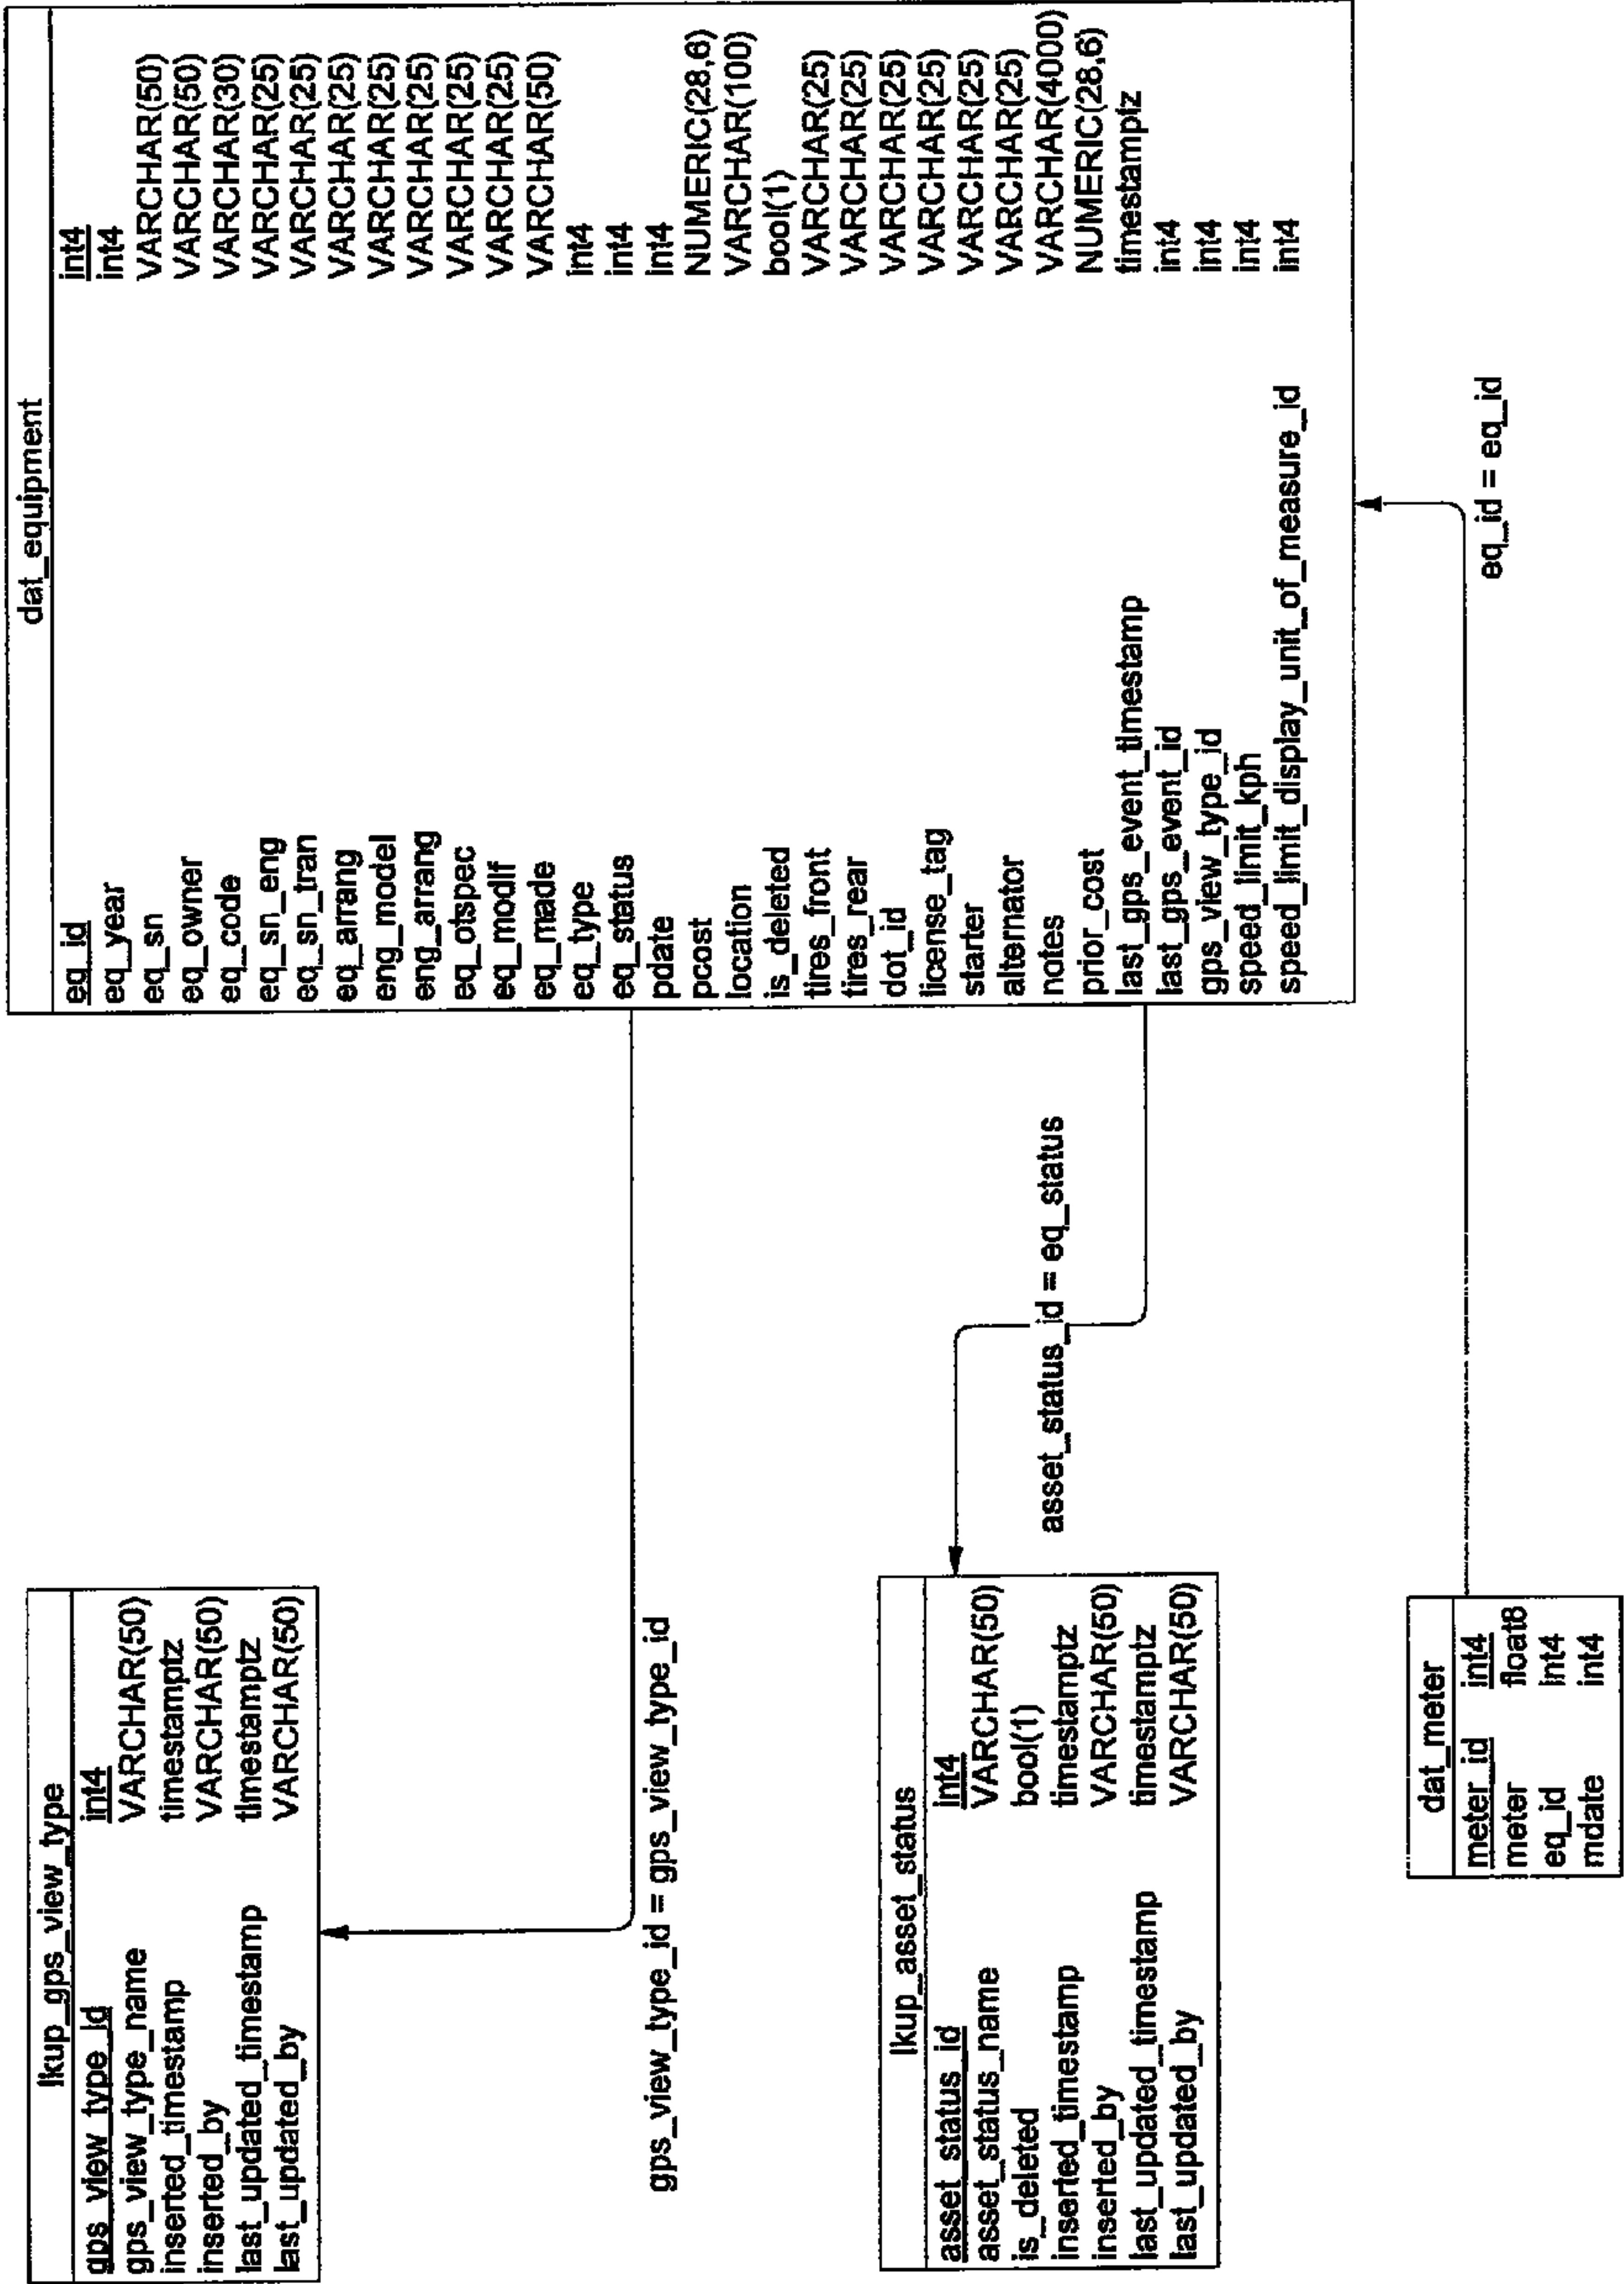 lkup_gps_view_type
gps_view_type_id int4
gps_view_type_name VARCHAR(50)
inserted_timestamp timestamptz
inserted_by VARCHAR(50)
last_updated_timestamp timestamptz
last_updated_by VARCHAR(50)
gps_view_type_id = gps_view_type_id
lkup_asset_status
asset_status_id int4
asset_status_name VARCHAR(50)
is_deleted bool(1)
inserted_timestamp timestamptz
inserted_by VARCHAR(50)
last_updated_timestamp timestamptz
last_updated_by VARCHAR(50)
asset_status_id = eq_status
dat_meter
meter_id int4
meter float8
eq_id int4
mdate int4
eq_id = eq_id
dat_equipment
eq_id int4
eq_year int4
eq_sn VARCHAR(50)
eq_owner VARCHAR(50)
eq_code VARCHAR(30)
eq_sn_eng VARCHAR(25)
eq_sn_tran VARCHAR(25)
eq_arrang VARCHAR(25)
eng_model VARCHAR(25)
eng_arrang VARCHAR(25)
eq_otspec VARCHAR(25)
eq_modif VARCHAR(25)
eq_made VARCHAR(50)
eq_type int4
eq_status int4
pdate int4
pcost NUMERIC(28,6)
location VARCHAR(100)
is_deleted bool(1)
tires_front VARCHAR(25)
tires_rear VARCHAR(25)
dot_id VARCHAR(25)
license_tag VARCHAR(25)
starter VARCHAR(25)
alternator VARCHAR(25)
notes VARCHAR(4000)
prior_cost NUMERIC(28,6)
last_gps_event_timestamp timestamptz
last_gps_event_id int4
gps_view_type_id int4
speed_limit_kph int4
speed_limit_display_unit_of_measure_id int4